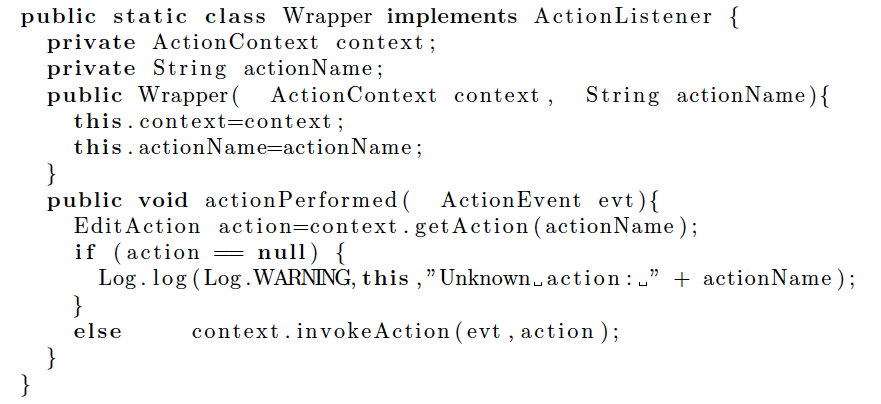 public static class Wrapper implements ActionListener {
private ActionContext context;
private String actionName;
public Wrapper( ActionContext context, String actionName){
this.context=context;
this.actionName=actionName;
}
public void actionPerformed( ActionEvent evt){
EditAction action=context.getAction(actionName);
if (action == null) {
Log.log(Log.WARNING,this,"Unknown␣action:␣" + actionName);
}
else context.invokeAction(evt,action);
}
}